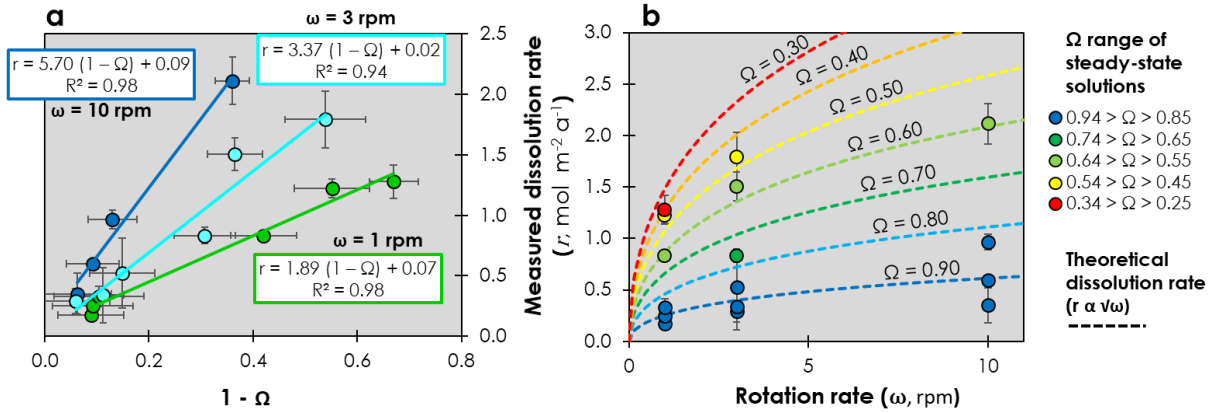 a
ω = 3 rpm
r = 5.70 (1 – Ω) + 0.09
R² = 0.98
ω = 10 rpm
r = 3.37 (1 – Ω) + 0.02
R² = 0.94
ω = 1 rpm
r = 1.89 (1 – Ω) + 0.07
R² = 0.98
2.5
2.0
1.5
1.0
0.5
0.0
0.0
0.2
0.4
0.6
0.8
1 - Ω
Measured dissolution rate
(r, mol m⁻² a⁻¹)
b
3.0
2.5
2.0
1.5
1.0
0.5
0.0
Ω = 0.30
Ω = 0.40
Ω = 0.50
Ω = 0.60
Ω = 0.70
Ω = 0.80
Ω = 0.90
0
5
10
Rotation rate (ω, rpm)
Ω range of
steady-state
solutions
0.94 > Ω > 0.85
0.74 > Ω > 0.65
0.64 > Ω > 0.55
0.54 > Ω > 0.45
0.34 > Ω > 0.25
Theoretical
dissolution rate
(r α √ω)